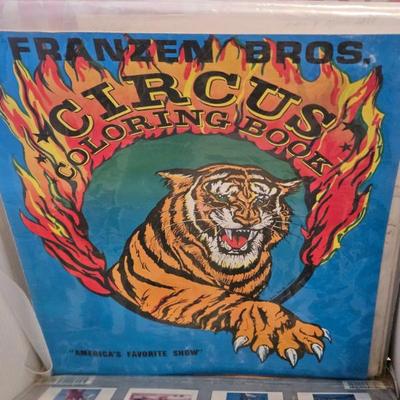 FRANZEN BROS.
CIRCUS
COLORING BOOK
"AMERICA'S FAVORITE SHOW"